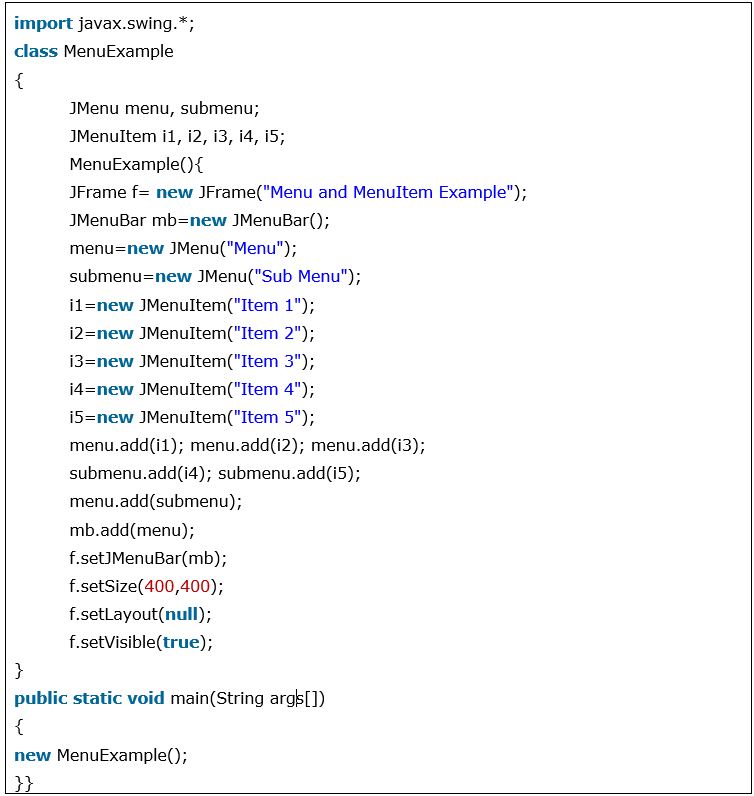 import javax.swing.*;
class MenuExample
{
JMenu menu, submenu;
JMenuItem i1, i2, i3, i4, i5;
MenuExample(){
JFrame f= new JFrame("Menu and MenuItem Example");
JMenuBar mb=new JMenuBar();
menu=new JMenu("Menu");
submenu=new JMenu("Sub Menu");
i1=new JMenuItem("Item 1");
i2=new JMenuItem("Item 2");
i3=new JMenuItem("Item 3");
i4=new JMenuItem("Item 4");
i5=new JMenuItem("Item 5");
menu.add(i1); menu.add(i2); menu.add(i3);
submenu.add(i4); submenu.add(i5);
menu.add(submenu);
mb.add(menu);
f.setJMenuBar(mb);
f.setSize(400,400);
f.setLayout(null);
f.setVisible(true);
}
public static void main(String args[])
{
new MenuExample();
}}